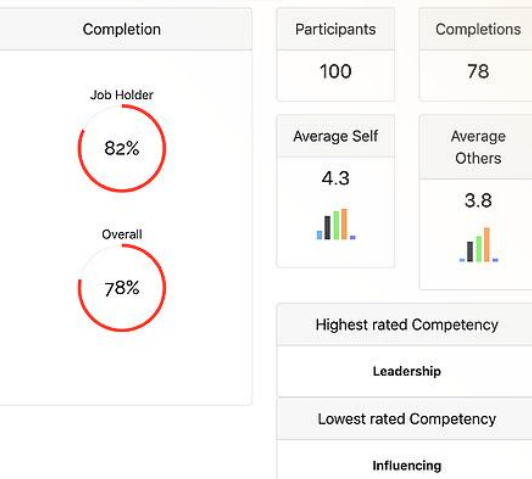 Completion
Job Holder
82%
Overall
78%
Participants
100
Completions
78
Average Self
4.3
Average
Others
3.8
Highest rated Competency
Leadership
Lowest rated Competency
Influencing